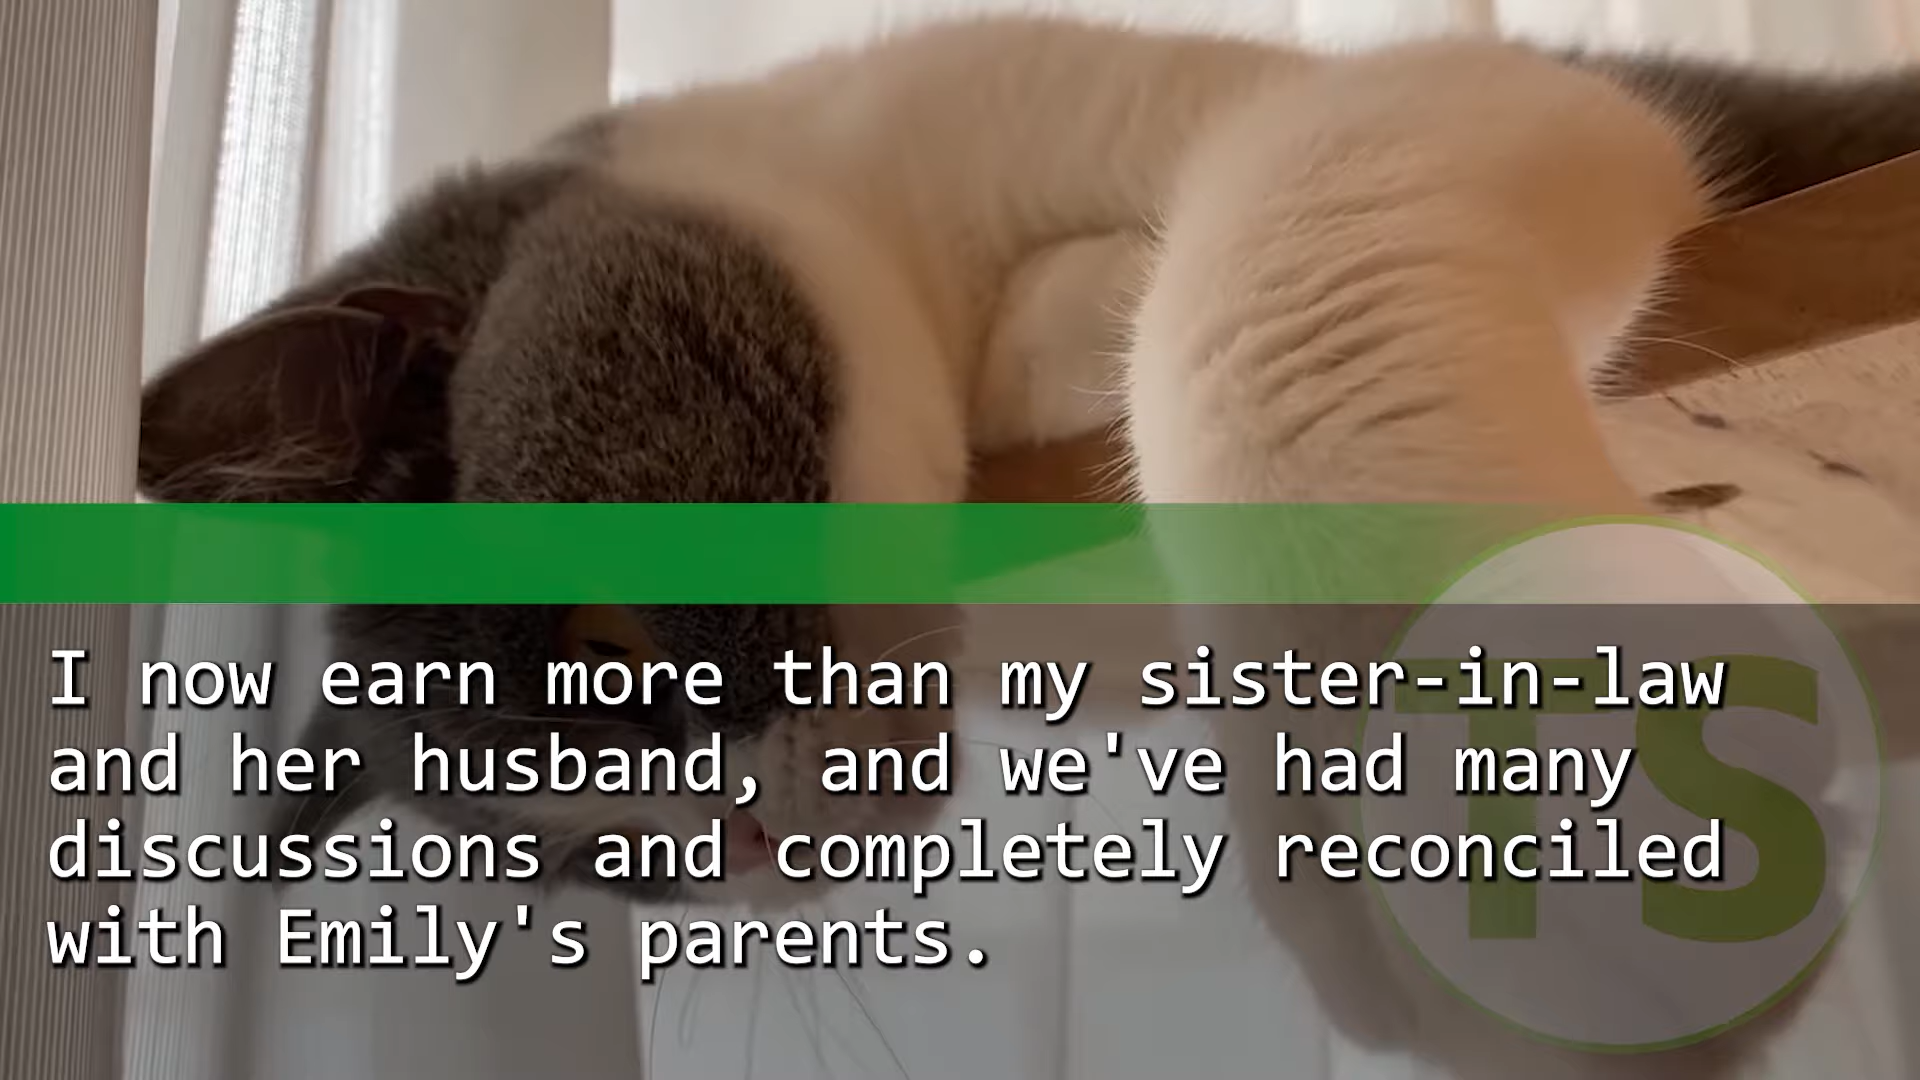 I now earn more than my sister-in-law
and her husband, and we've had many
discussions and completely reconciled
with Emily's parents.
TS